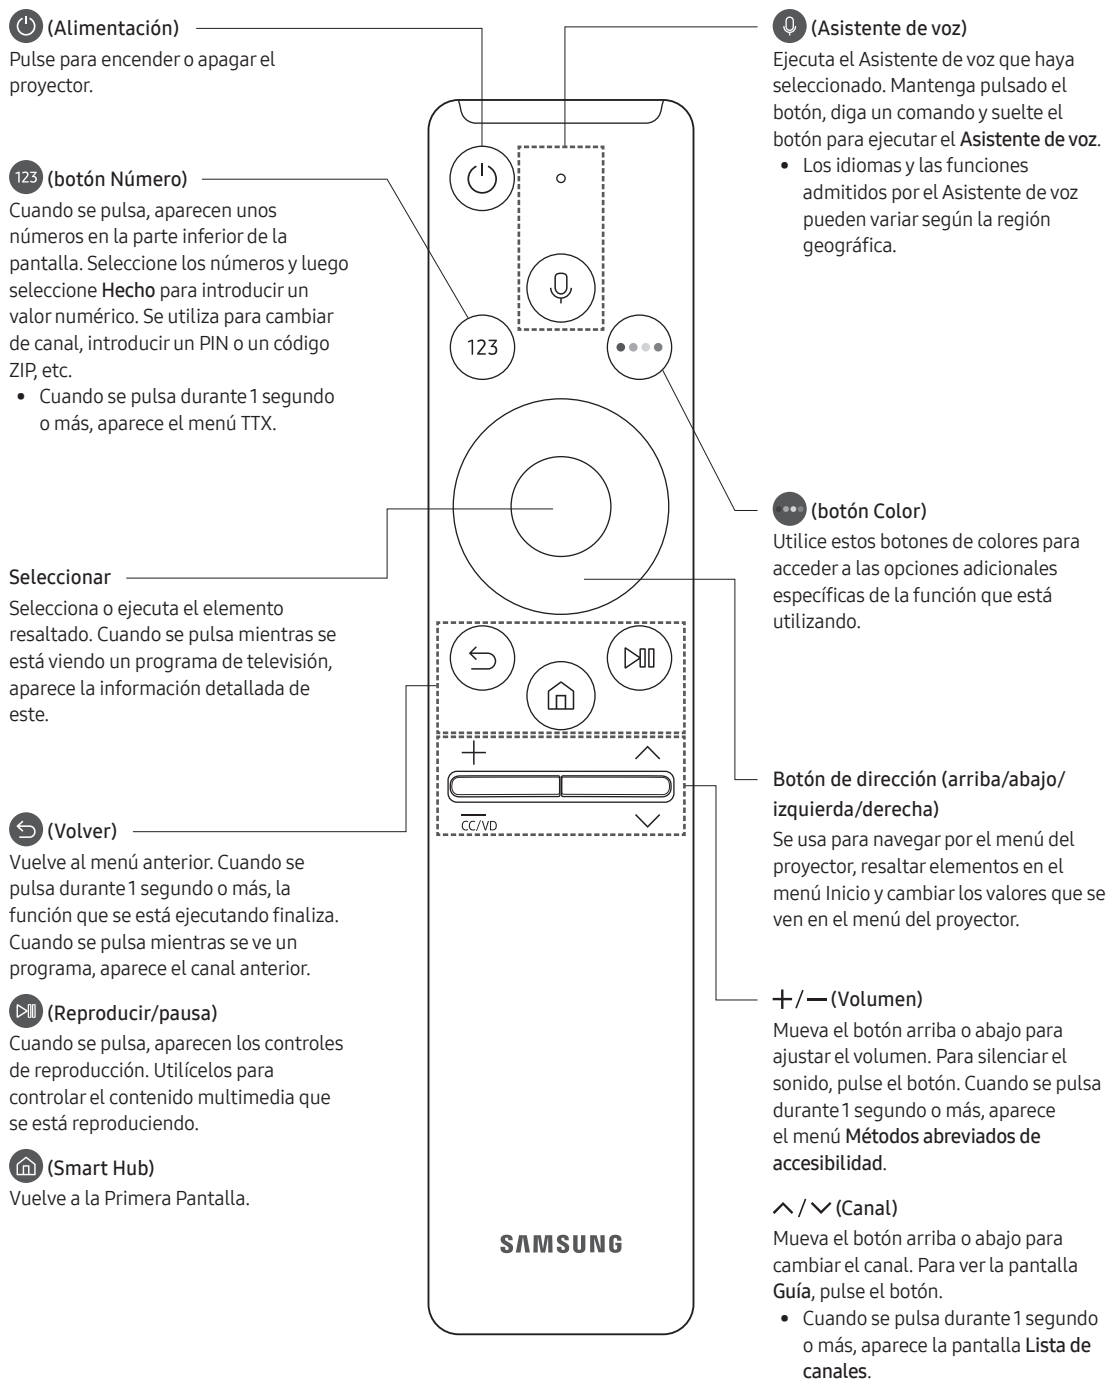 (Alimentación)
Pulse para encender o apagar el
proyector.
123 (botón Número)
Cuando se pulsa, aparecen unos
números en la parte inferior de la
pantalla. Seleccione los números y luego
seleccione Hecho para introducir un
valor numérico. Se utiliza para cambiar
de canal, introducir un PIN o un código
ZIP, etc.
• Cuando se pulsa durante 1 segundo
o más, aparece el menú TTX.
Seleccionar
Selecciona o ejecuta el elemento
resaltado. Cuando se pulsa mientras se
está viendo un programa de televisión,
aparece la información detallada de
este.
(Volver)
Vuelve al menú anterior. Cuando se
pulsa durante 1 segundo o más, la
función que se está ejecutando finaliza.
Cuando se pulsa mientras se ve un
programa, aparece el canal anterior.
(Reproducir/pausa)
Cuando se pulsa, aparecen los controles
de reproducción. Utilícelos para
controlar el contenido multimedia que
se está reproduciendo.
(Smart Hub)
Vuelve a la Primera Pantalla.
123
CC/VD
SAMSUNG
(Asistente de voz)
Ejecuta el Asistente de voz que haya
seleccionado. Mantenga pulsado el
botón, diga un comando y suelte el
botón para ejecutar el Asistente de voz.
• Los idiomas y las funciones
admitidos por el Asistente de voz
pueden variar según la región
geográfica.
(botón Color)
Utilice estos botones de colores para
acceder a las opciones adicionales
específicas de la función que está
utilizando.
Botón de dirección (arriba/abajo/
izquierda/derecha)
Se usa para navegar por el menú del
proyector, resaltar elementos en el
menú Inicio y cambiar los valores que se
ven en el menú del proyector.
+/— (Volumen)
Mueva el botón arriba o abajo para
ajustar el volumen. Para silenciar el
sonido, pulse el botón. Cuando se pulsa
durante 1 segundo o más, aparece
el menú Métodos abreviados de
accesibilidad.
/ (Canal)
Mueva el botón arriba o abajo para
cambiar el canal. Para ver la pantalla
Guía, pulse el botón.
• Cuando se pulsa durante 1 segundo
o más, aparece la pantalla Lista de
canales.